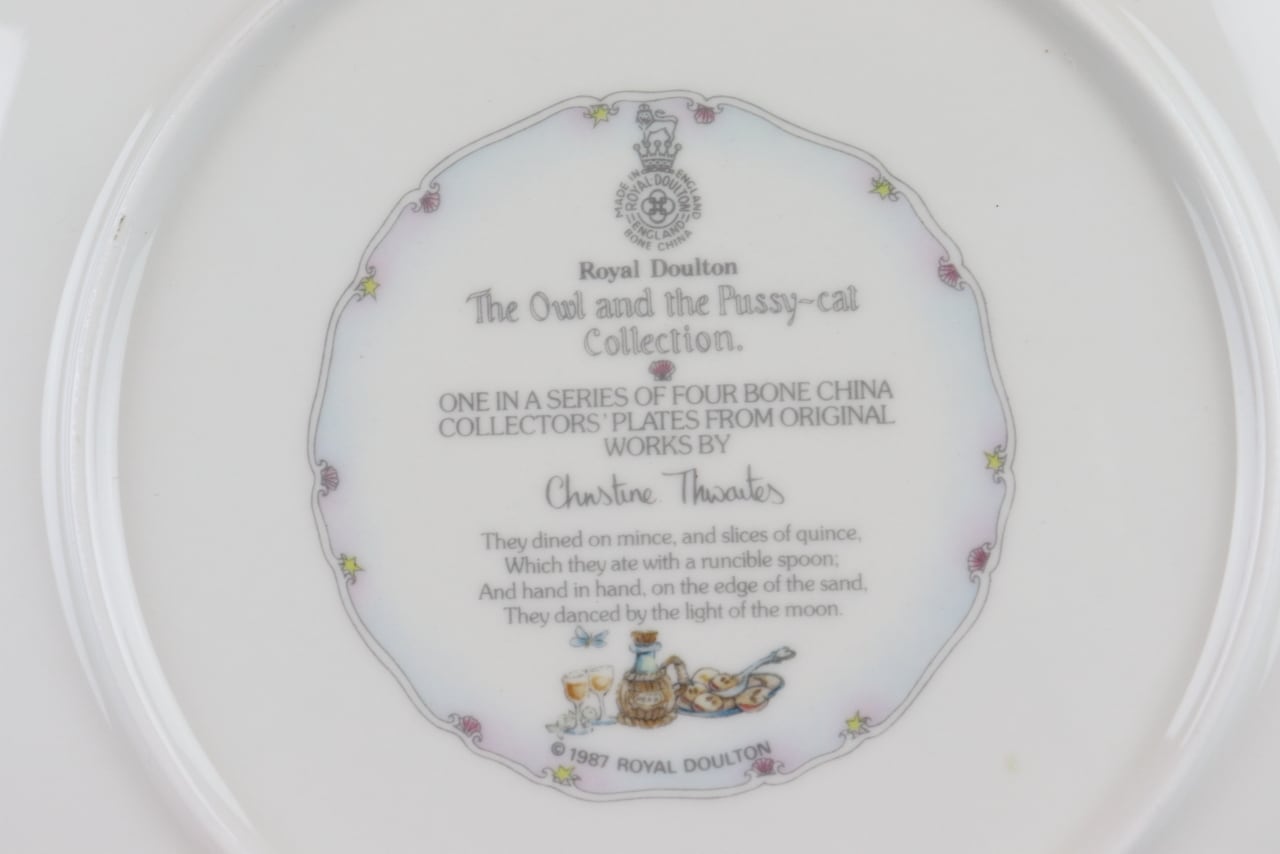 MADE IN ENGLAND
ROYAL DOULTON
ENGLAND
BONE CHINA
Royal Doulton
The Owl and the Pussy-cat
Collection.
ONE IN A SERIES OF FOUR BONE CHINA
COLLECTORS' PLATES FROM ORIGINAL
WORKS BY
Christine Thwaites
They dined on mince, and slices of quince,
Which they ate with a runcible spoon;
And hand in hand, on the edge of the sand,
They danced by the light of the moon.
© 1987 ROYAL DOULTON